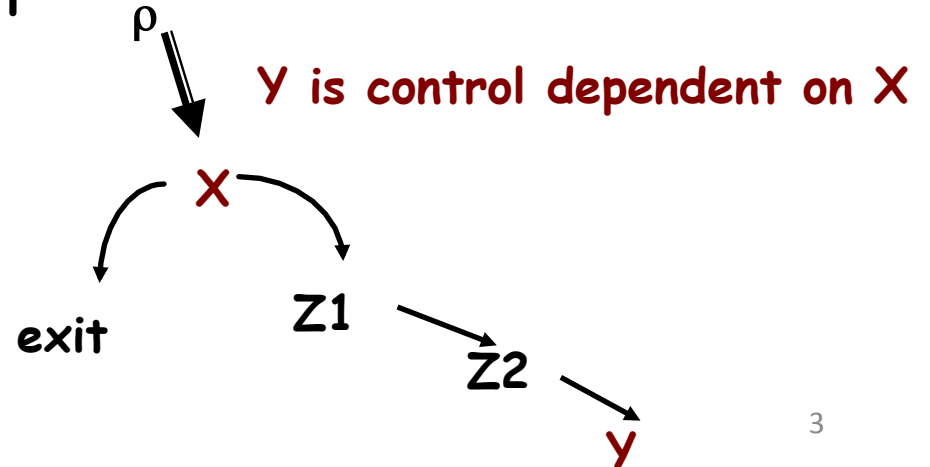 ρ
Y is control dependent on X
X
exit
Z1
Z2
Y
3